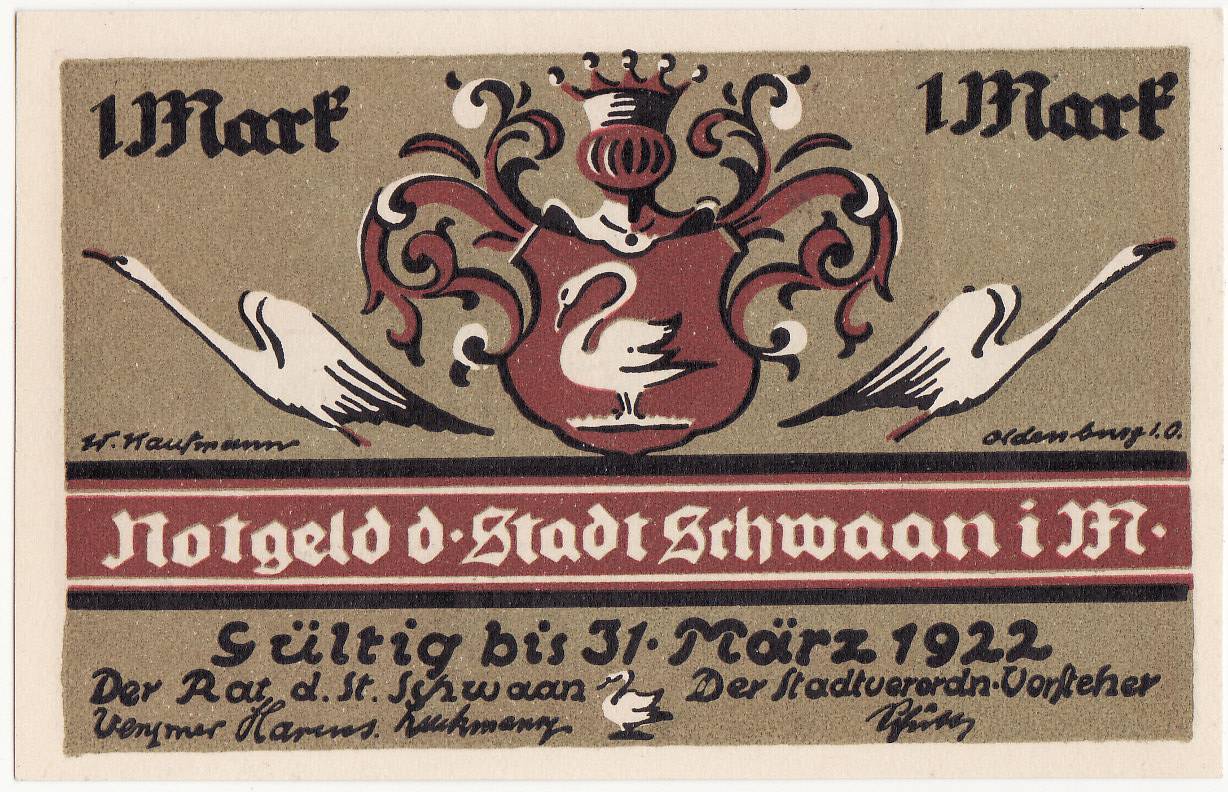 1 Mark
1 Mark
W. Kaufmann
Oldenburg i. O.
Notgeld d. Stadt Schwaan i M.
Gültig bis 31. März 1922
Der Rat d. St. Schwaan
Der Stadtverordn. Vorsteher